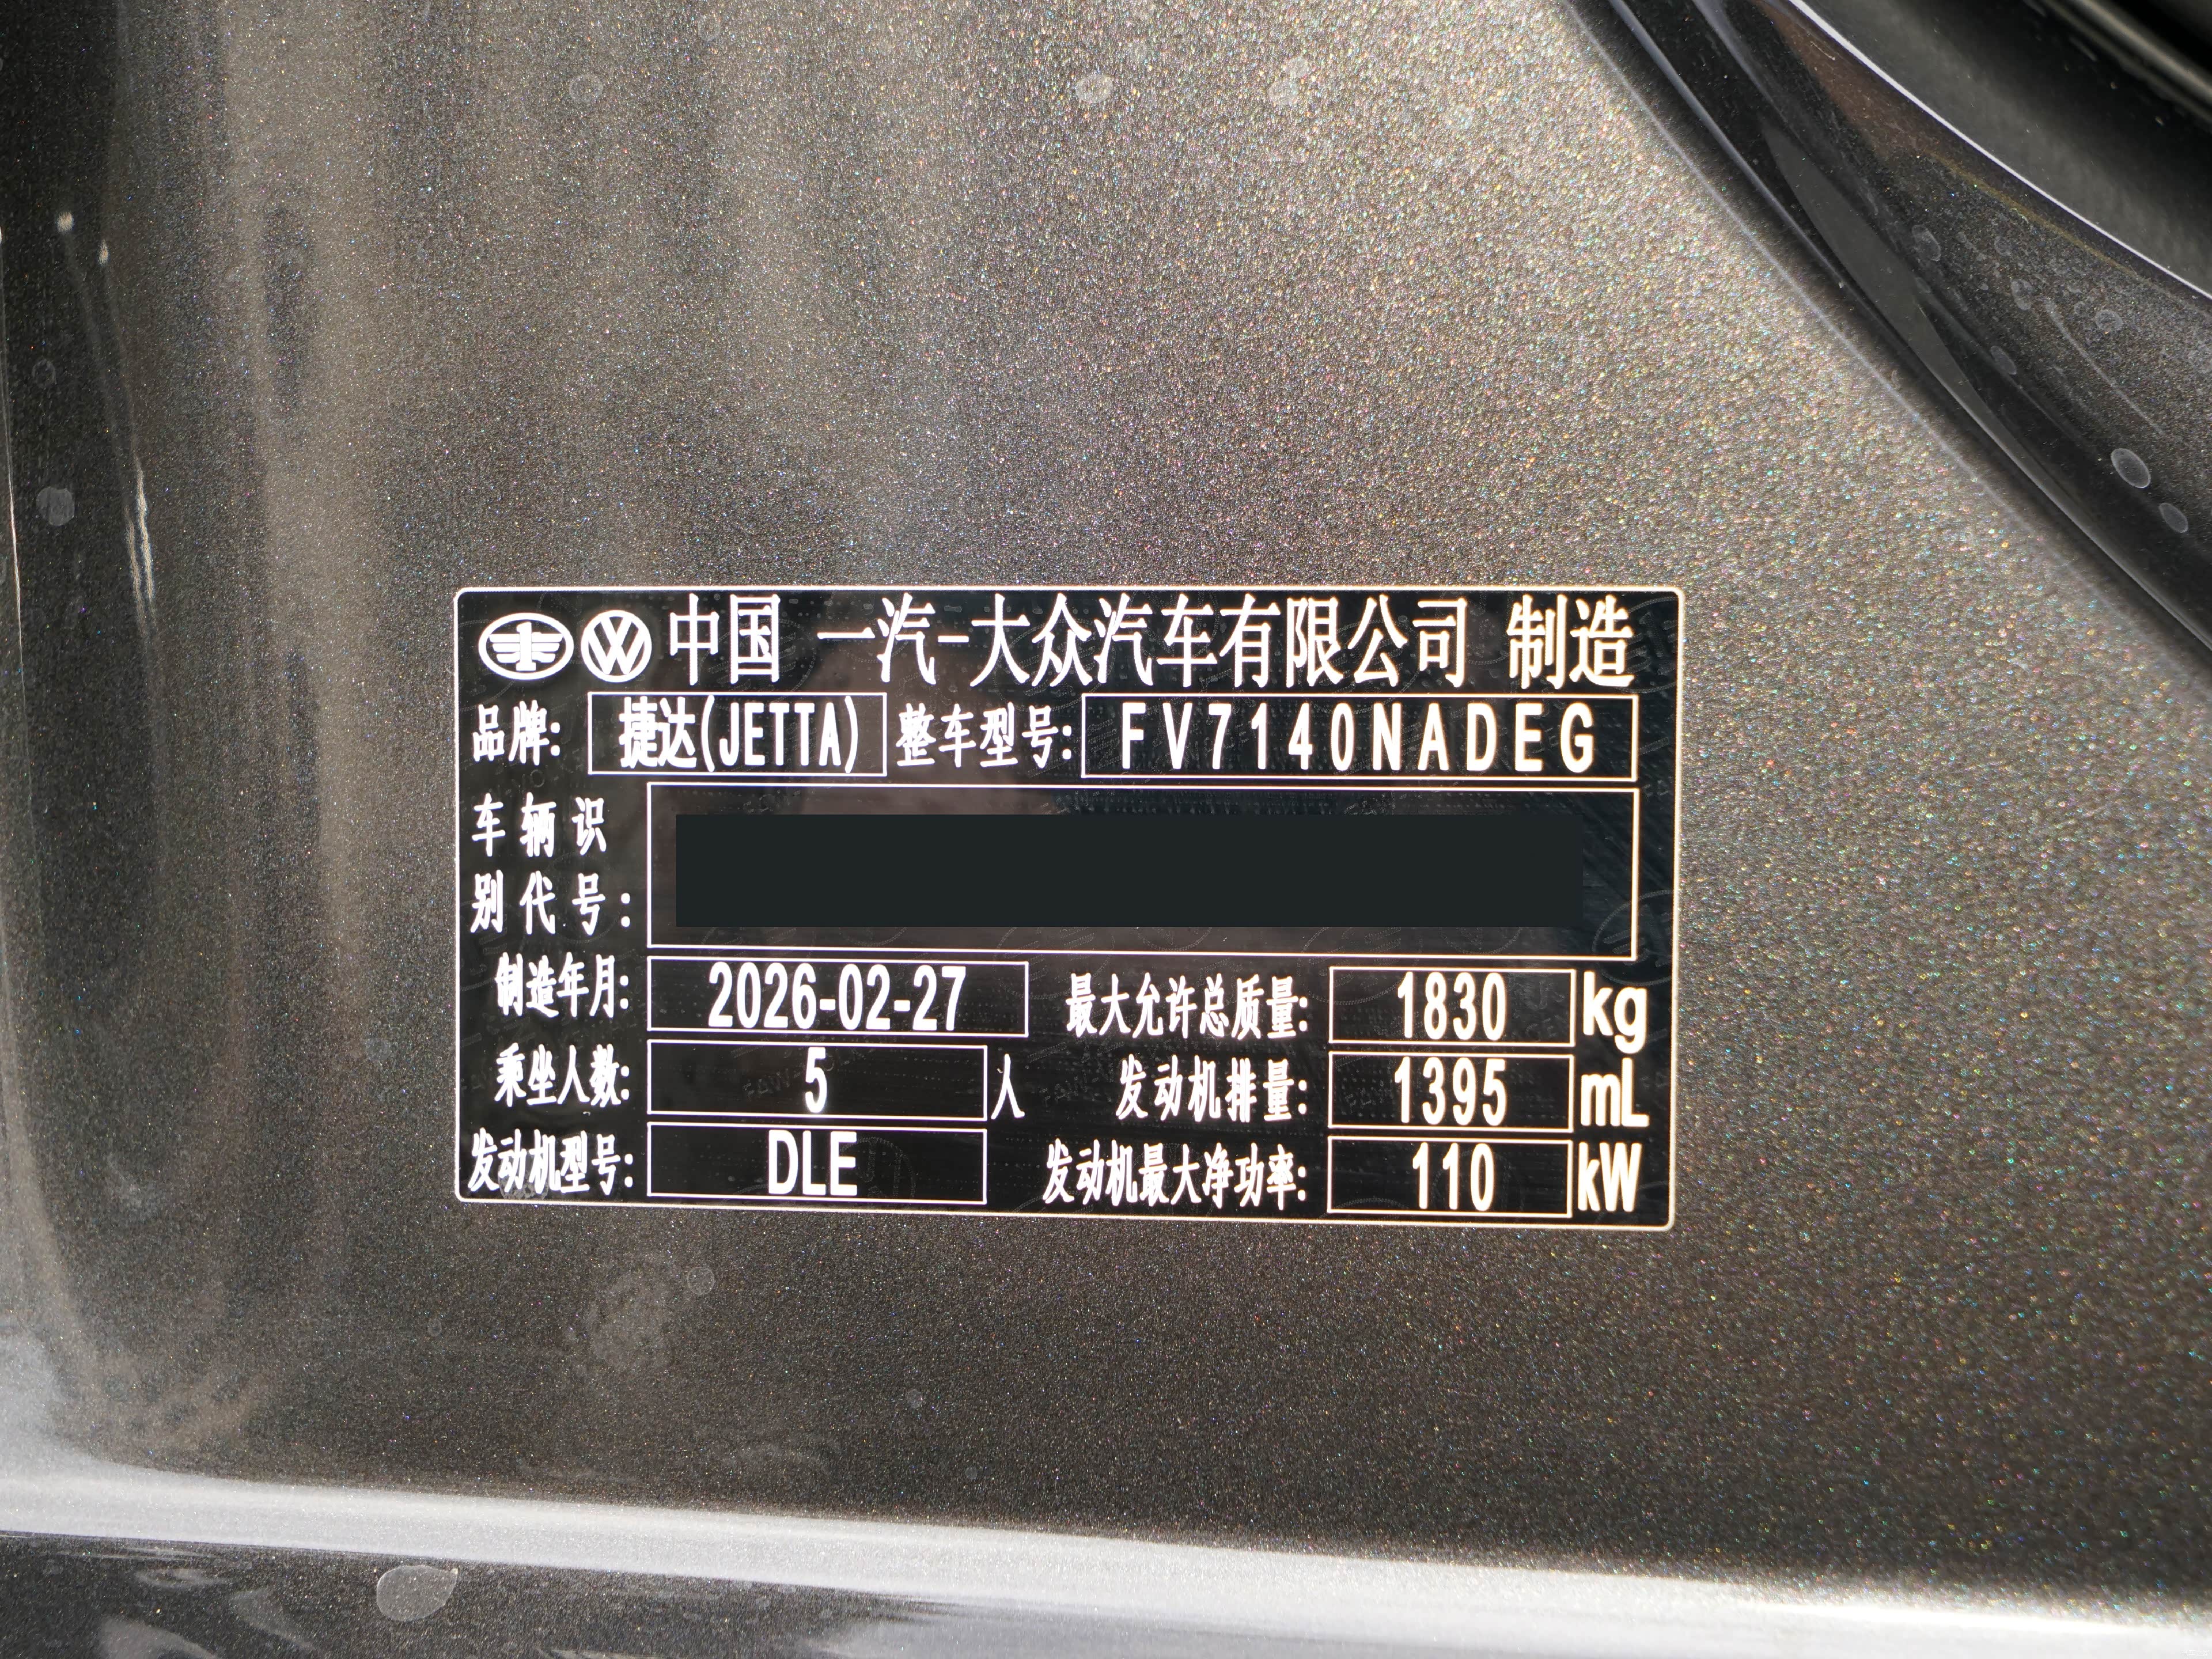 中国 一汽-大众汽车有限公司 制造
品牌: 捷达(JETTA) 整车型号: FV7140NADEG
车辆识
别代号:
制造年月: 2026-02-27 最大允许总质量: 1830 kg
乘坐人数: 5 人 发动机排量: 1395 mL
发动机型号: DLE 发动机最大净功率: 110 kW